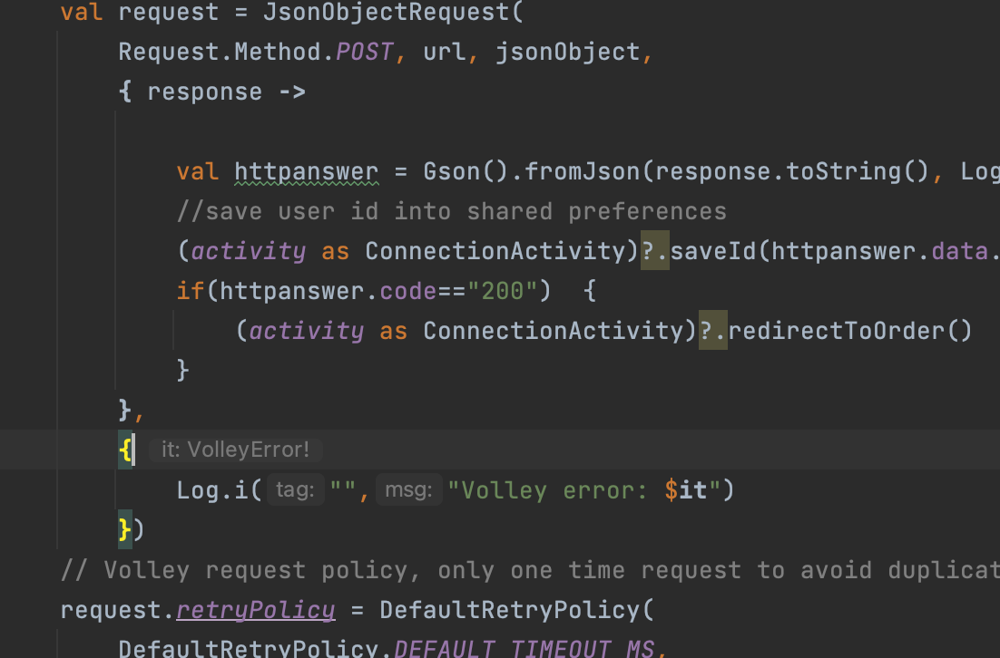 val request = JsonObjectRequest(
Request.Method.POST, url, jsonObject,
{ response ->
val httpanswer = Gson().fromJson(response.toString(), Log
//save user id into shared preferences
(activity as ConnectionActivity)?.saveId(httpanswer.data.
if(httpanswer.code=="200") {
(activity as ConnectionActivity)?.redirectToOrder()
}
},
{ it: VolleyError!
Log.i( tag: "", msg: "Volley error: $it")
})
// Volley request policy, only one time request to avoid duplicat
request.retryPolicy = DefaultRetryPolicy(
DefaultRetryPolicy.DEFAULT_TIMEOUT_MS,